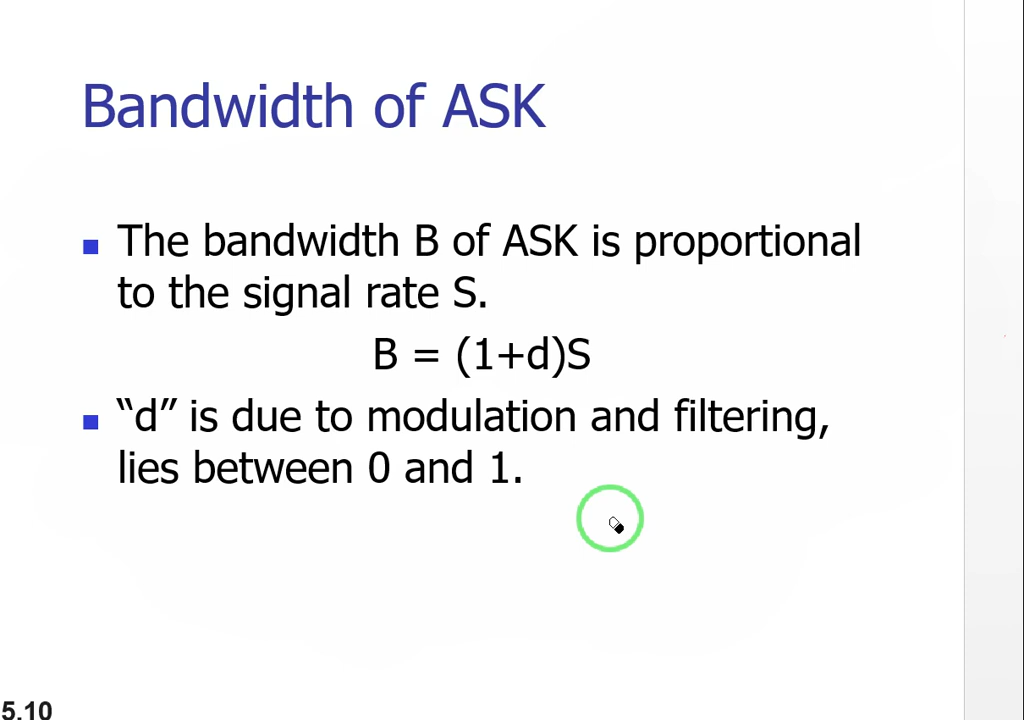 Bandwidth of ASK
The bandwidth B of ASK is proportional
to the signal rate S.
B = (1+d)S
“d” is due to modulation and filtering,
lies between 0 and 1.
5.10